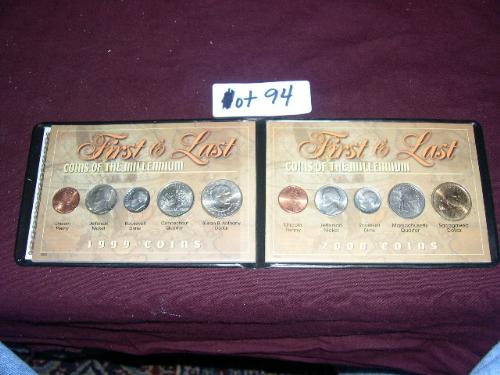 Lot 94
First & Last
COINS OF THE MILLENNIUM
Lincoln Penny
Jefferson Nickel
Roosevelt Dime
Connecticut Quarter
Susan B. Anthony Dollar
1999 COINS
First & Last
COINS OF THE MILLENNIUM
Lincoln Penny
Jefferson Nickel
Roosevelt Dime
Massachusetts Quarter
Sacagawea Dollar
2000 COINS